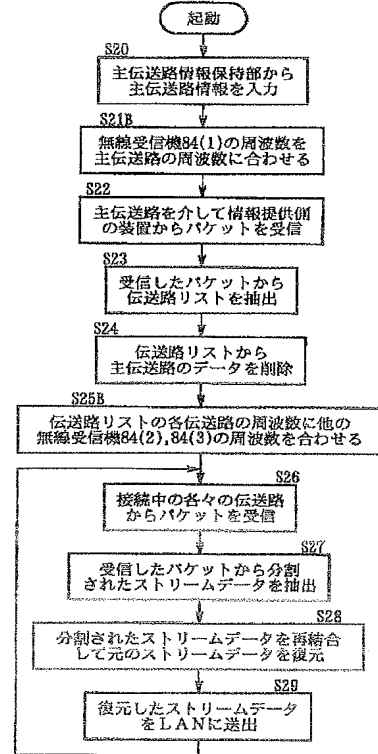 起動
S20
主伝送路情報保持部から
主伝送路情報を入力
S21B
無線受信機84(1)の周波数を
主伝送路の周波数に合わせる
S22
主伝送路を介して情報提供側
の装置からパケットを受信
S23
受信したパケットから
伝送路リストを抽出
S24
伝送路リストから
主伝送路のデータを削除
S25B
伝送路リストの各伝送路の周波数に他の
無線受信機84(2),84(3)の周波数を合わせる
S26
接続中の各々の伝送路
からパケットを受信
S27
受信したパケットから分割
されたストリームデータを抽出
S28
分割されたストリームデータを再結合
して元のストリームデータを復元
S29
復元したストリームデータ
をLANに送出